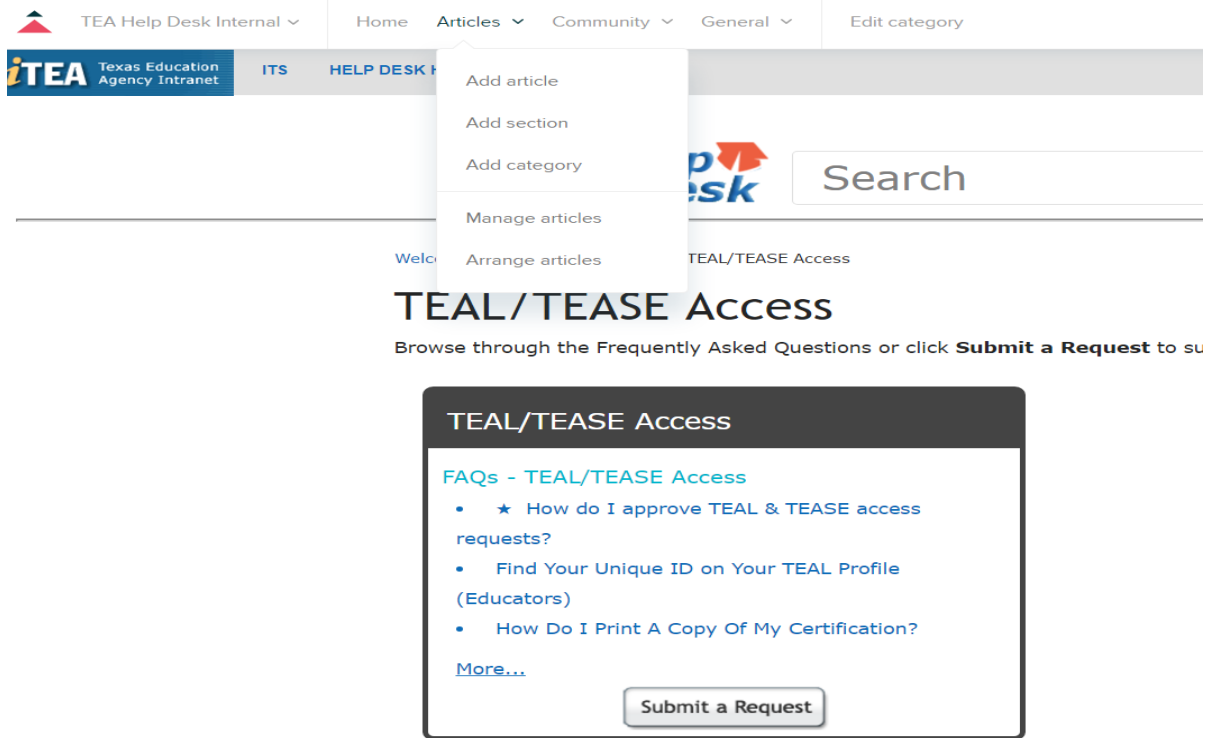 TEA Help Desk Internal Home Articles Community General Edit category
iTEA Texas Education Agency Intranet ITS HELP DESK
Add article
Add section
Add category
Manage articles
Arrange articles
Search
TEAL/TEASE Access
TEAL/TEASE Access
Browse through the Frequently Asked Questions or click Submit a Request to
TEAL/TEASE Access
FAQs - TEAL/TEASE Access
• ★ How do I approve TEAL & TEASE access
requests?
• Find Your Unique ID on Your TEAL Profile
(Educators)
• How Do I Print A Copy Of My Certification?
More...
Submit a Request